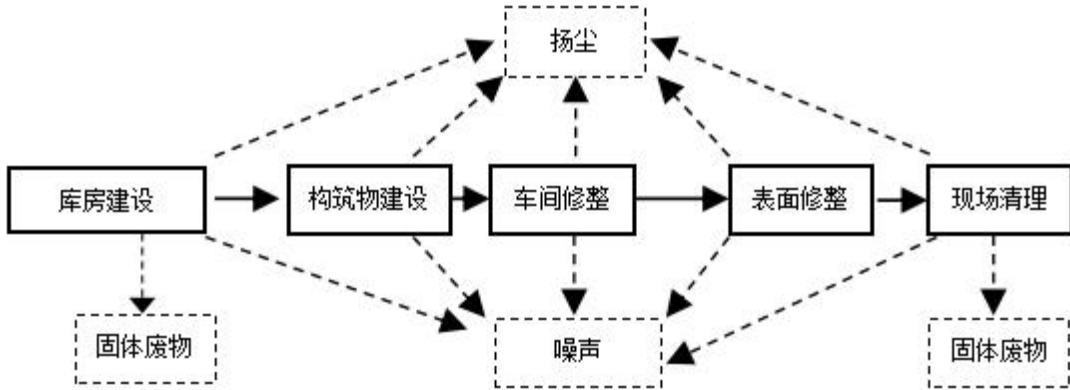 扬尘
库房建设
构筑物建设
车间修整
表面修整
现场清理
固体废物
噪声
固体废物